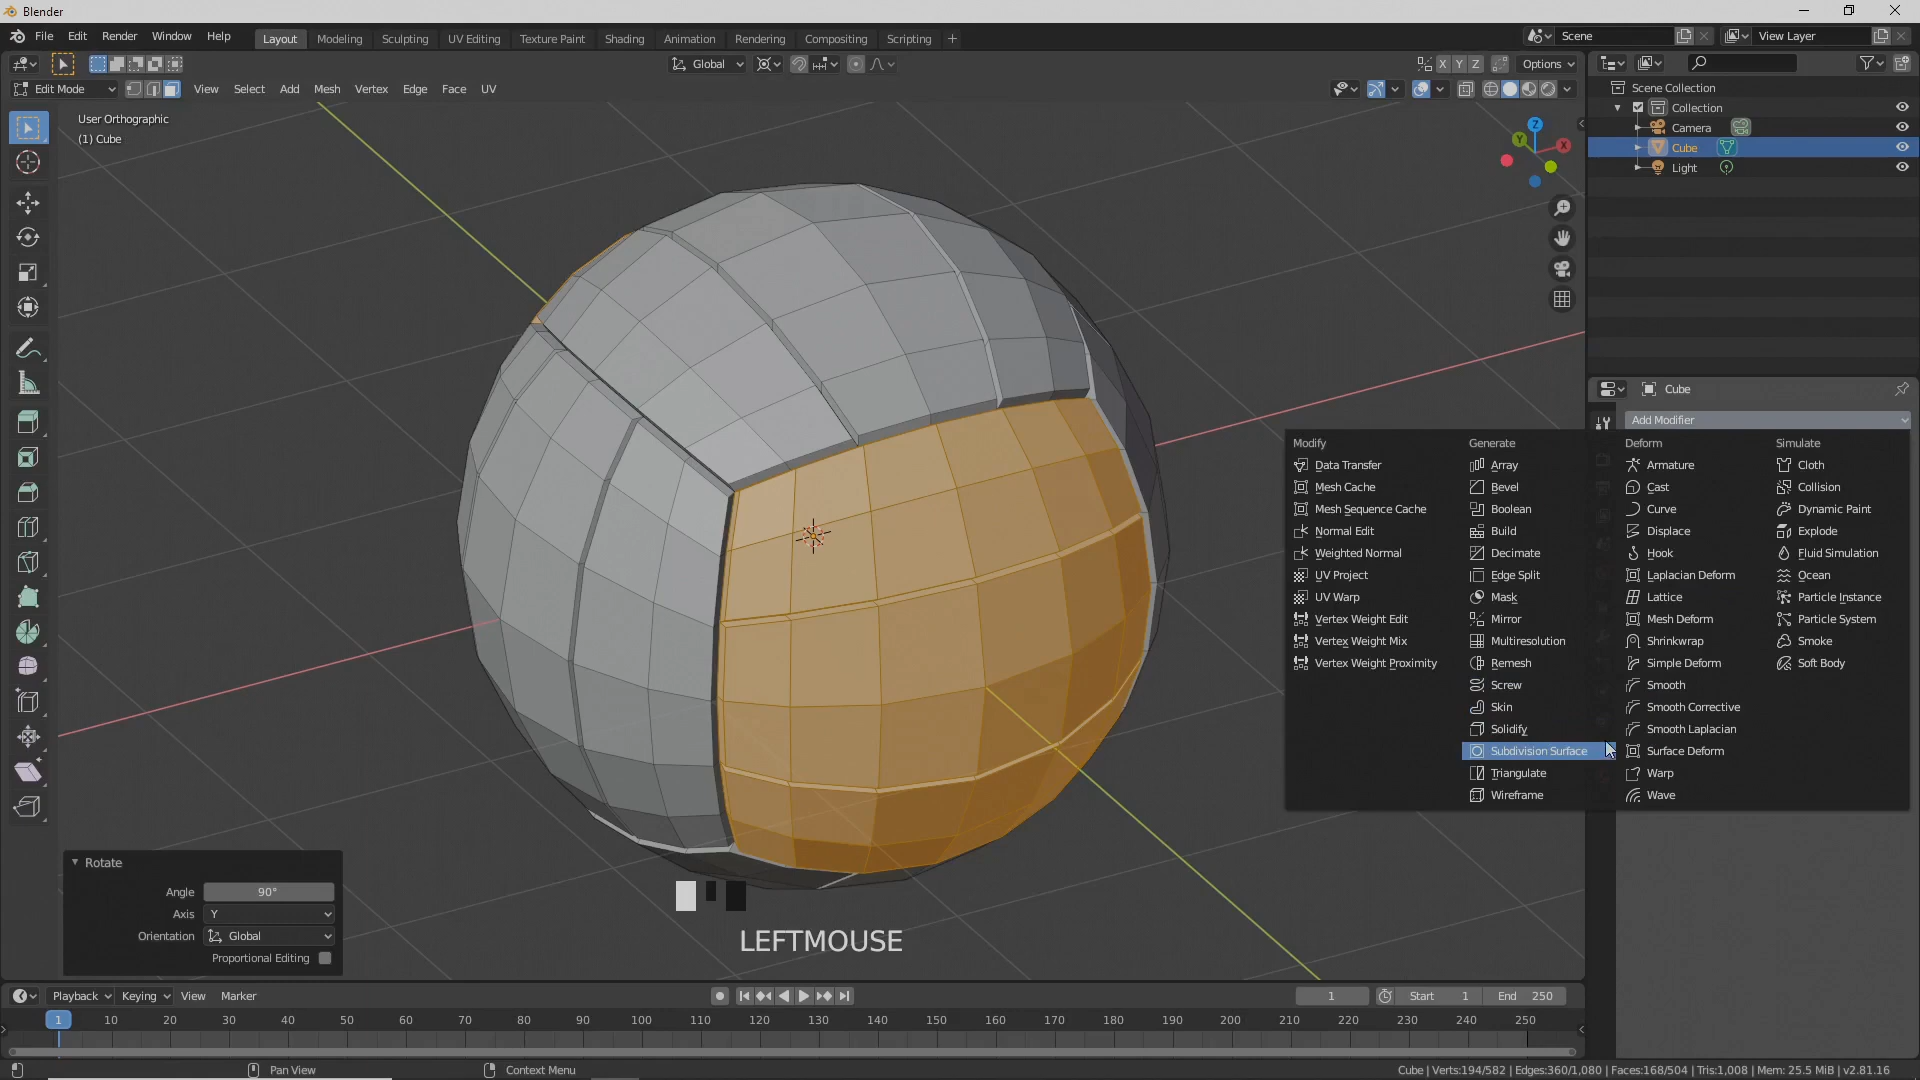 Blender
File Edit Render Window Help Layout Modeling Sculpting UV Editing Texture Paint Shading Animation Rendering Compositing Scripting + Scene View Layer
Global X Y Z Options
Edit Mode View Select Add Mesh Vertex Edge Face UV
User Orthographic
(1) Cube
Z
Y
X
Scene Collection
Collection
Camera
Cube
Light
Cube
Add Modifier
Modify Generate Deform Simulate
Data Transfer Array Armature Cloth
Mesh Cache Bevel Cast Collision
Mesh Sequence Cache Boolean Curve Dynamic Paint
Normal Edit Build Displace Explode
Weighted Normal Decimate Hook Fluid Simulation
UV Project Edge Split Laplacian Deform Ocean
UV Warp Mask Lattice Particle Instance
Vertex Weight Edit Mirror Mesh Deform Particle System
Vertex Weight Mix Multiresolution Shrinkwrap Smoke
Vertex Weight Proximity Remesh Simple Deform Soft Body
Screw Smooth
Skin Smooth Corrective
Solidify Smooth Laplacian
Subdivision Surface Surface Deform
Triangulate Warp
Wireframe Wave
Rotate
Angle 90°
Axis Y
Orientation Global
Proportional Editing
LEFTMOUSE
Playback Keying View Marker 1 Start 1 End 250
1 10 20 30 40 50 60 70 80 90 100 110 120 130 140 150 160 170 180 190 200 210 220 230 240 250
Pan View Context Menu Cube | Verts:194/582 | Edges:360/1,080 | Faces:168/504 | Tris:1,008 | Mem: 25.5 MiB | v2.81.16